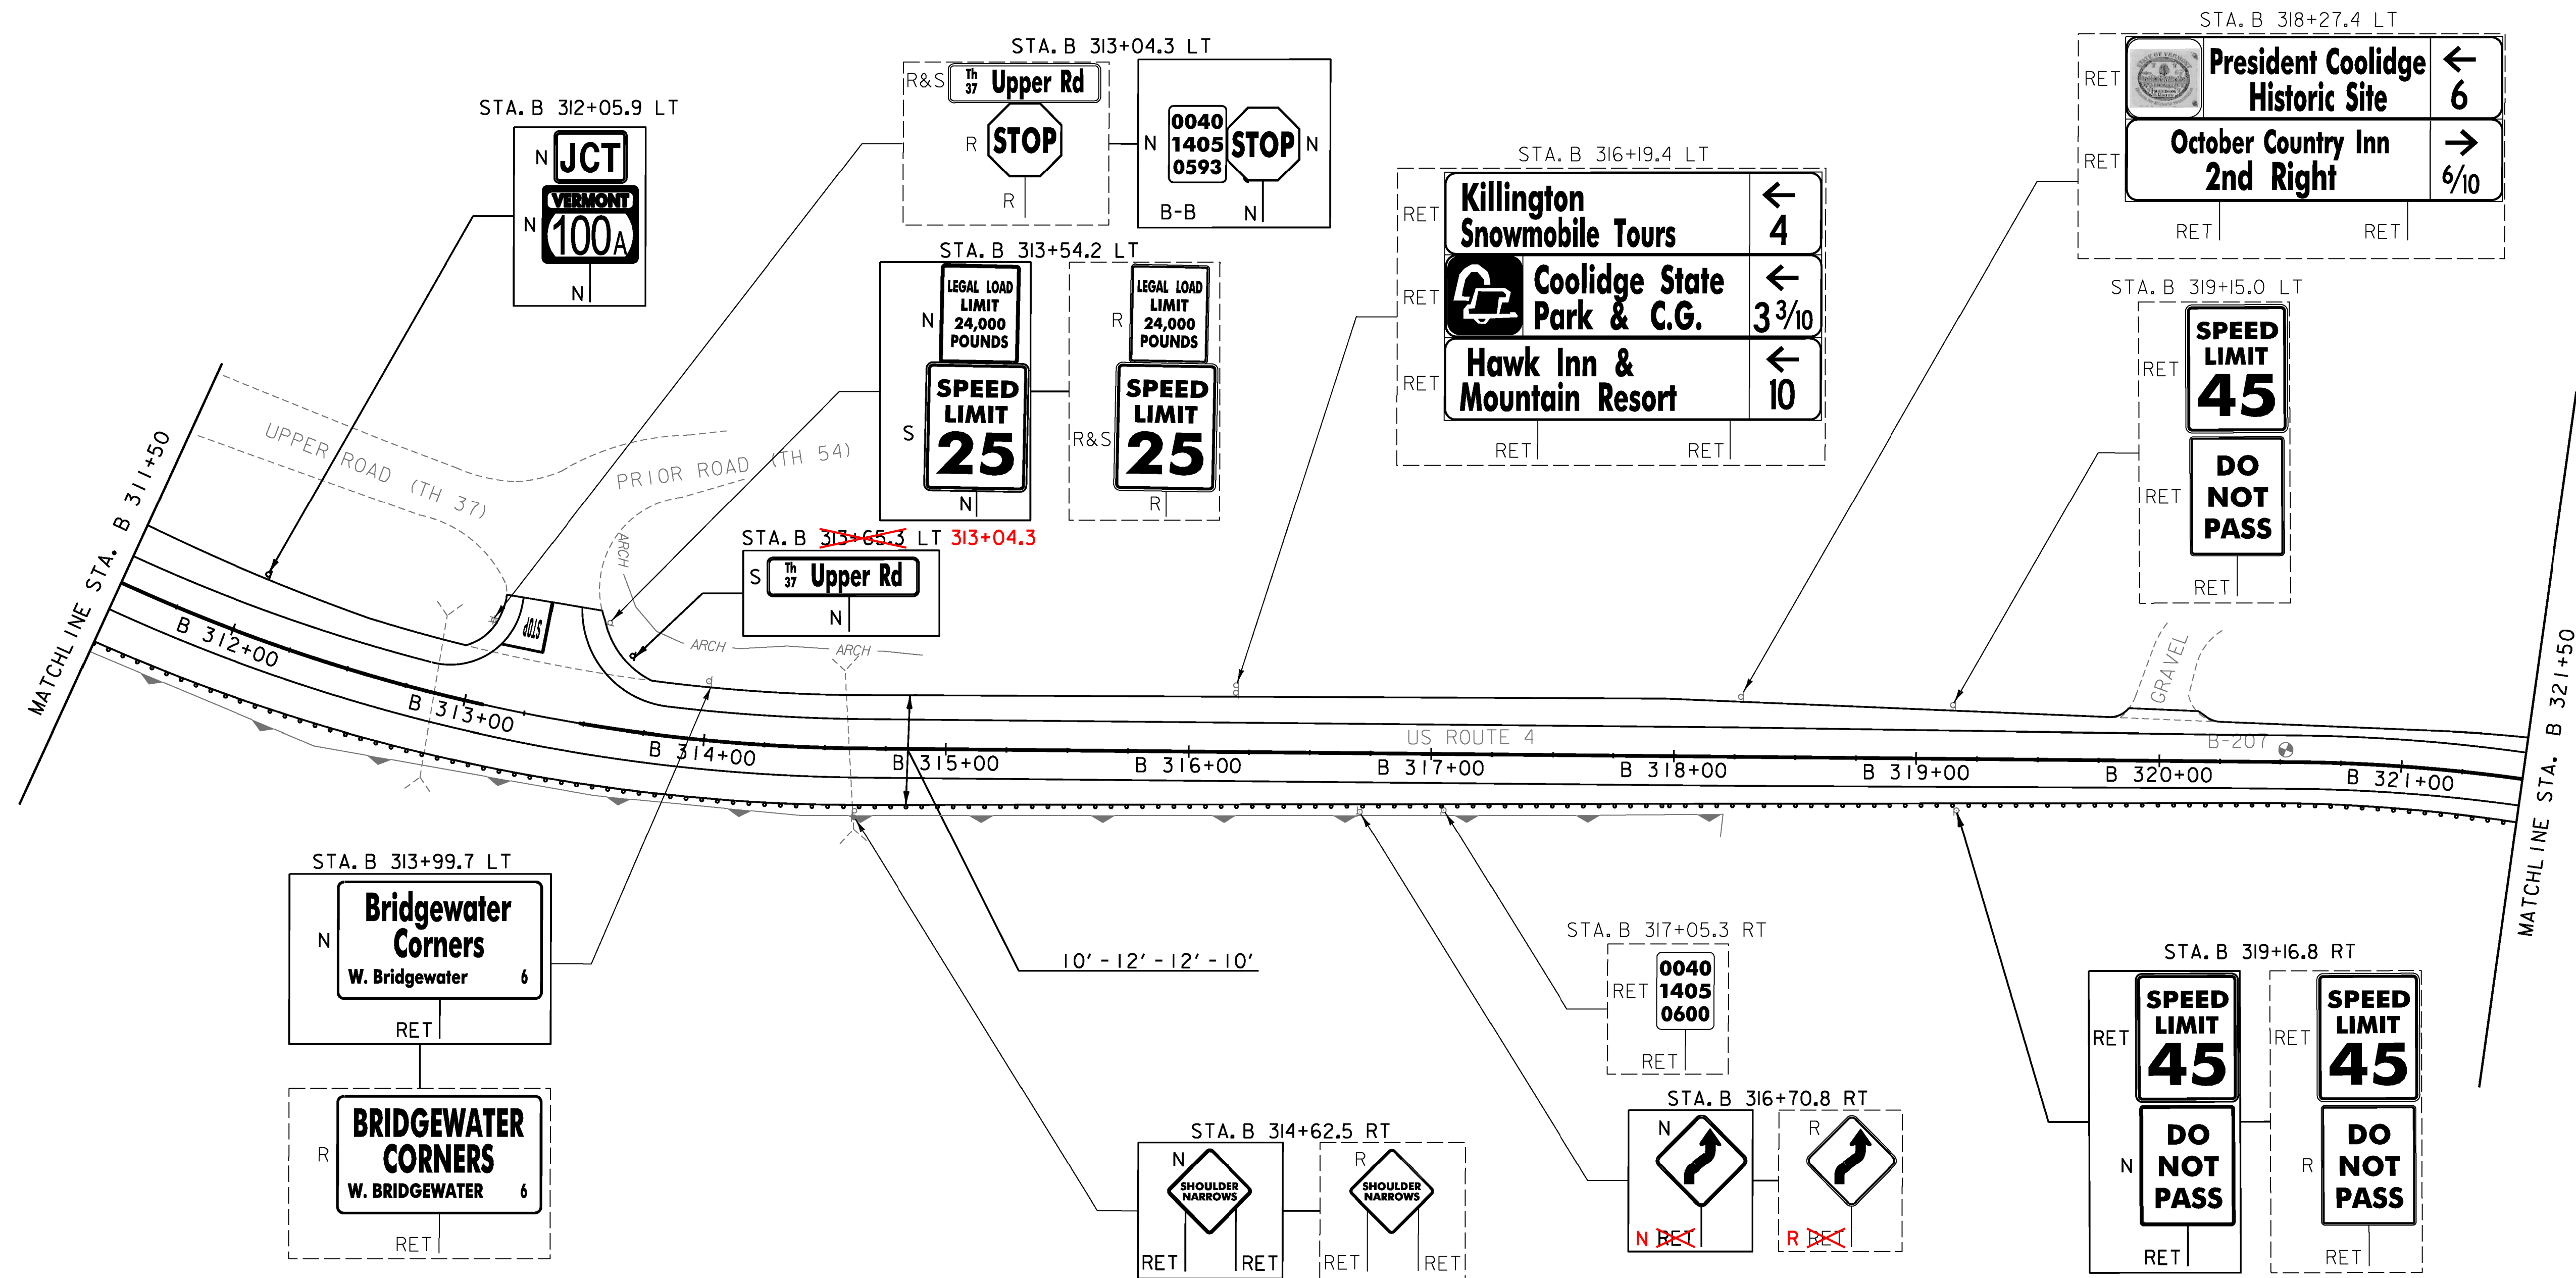 STA. B 312+05.9 LT
N JCT
N VERMONT
100A
N
STA. B 313+04.3 LT
R&S Th 37 Upper Rd
R STOP
R
N 0040
1405
0593
STOP N
B-B N
STA. B 313+54.2 LT
N LEGAL LOAD
LIMIT
24,000
POUNDS
S SPEED
LIMIT
25
N
R LEGAL LOAD
LIMIT
24,000
POUNDS
R&S SPEED
LIMIT
25
R
STA. B 313+65.3 LT 313+04.3
S Th 37 Upper Rd
N
STA. B 316+19.4 LT
RET Killington
Snowmobile Tours
← 4
RET Coolidge State
Park & C.G.
← 3 3/10
RET Hawk Inn &
Mountain Resort
← 10
RET RET
STA. B 318+27.4 LT
RET President Coolidge
Historic Site
← 6
RET October Country Inn
2nd Right
→ 6/10
RET RET
STA. B 319+15.0 LT
RET SPEED
LIMIT
45
RET DO
NOT
PASS
RET
MATCHLINE STA. B 311+50
UPPER ROAD (TH 37)
PRIOR ROAD (TH 54)
ARCH
ARCH
ARCH
STOP
GRAVEL
US ROUTE 4
B-207
B 312+00
B 313+00
B 314+00
B 315+00
B 316+00
B 317+00
B 318+00
B 319+00
B 320+00
B 321+00
MATCHLINE STA. B 321+50
STA. B 313+99.7 LT
N Bridgewater
Corners
W. Bridgewater 6
RET
R BRIDGEWATER
CORNERS
W. BRIDGEWATER 6
RET
10' - 12' - 12' - 10'
STA. B 314+62.5 RT
N SHOULDER
NARROWS
RET RET
R SHOULDER
NARROWS
RET RET
STA. B 317+05.3 RT
RET 0040
1405
0600
RET
STA. B 316+70.8 RT
N
N RET
R
R RET
STA. B 319+16.8 RT
RET SPEED
LIMIT
45
N DO
NOT
PASS
RET
RET SPEED
LIMIT
45
R DO
NOT
PASS
RET